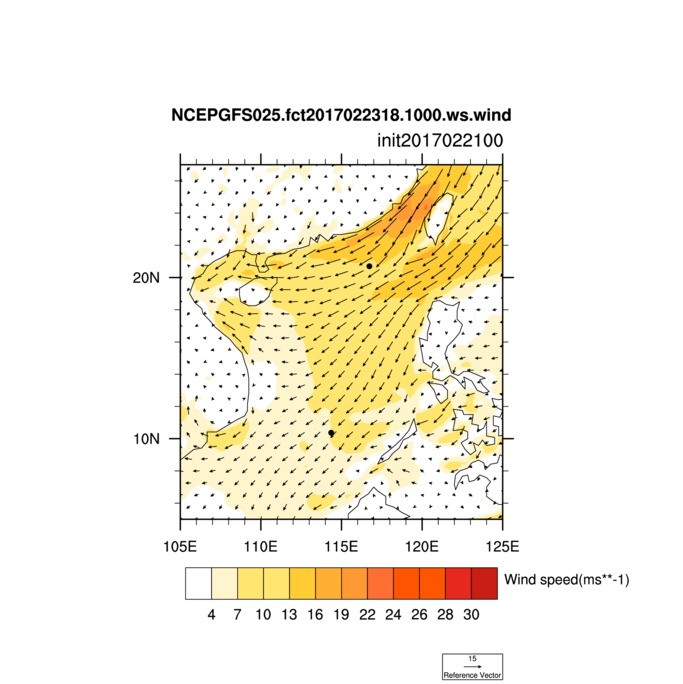 NCEPGFS025.fct2017022318.1000.ws.wind
init2017022100
20N
10N
105E 110E 115E 120E 125E
4 7 10 13 16 19 22 24 26 28 30
Wind speed(ms**-1)
15
Reference Vector